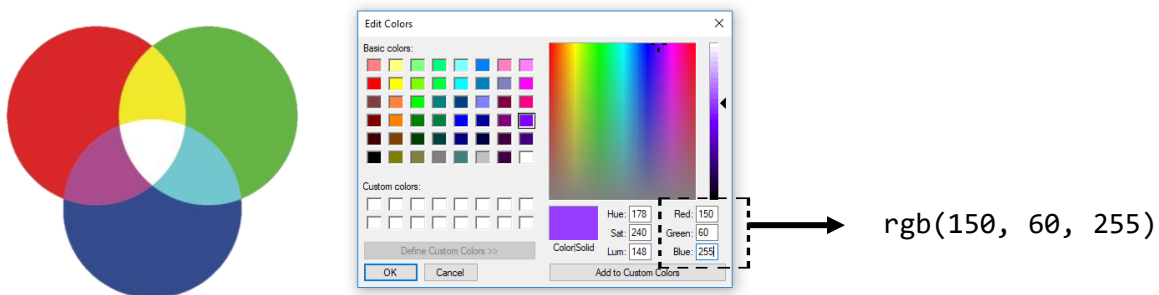 Edit Colors
Basic colors:
Custom colors:
Define Custom Colors >>
OK Cancel
Color|Solid
Hue: 178 Red: 150
Sat: 240 Green: 60
Lum: 148 Blue: 255
Add to Custom Colors
rgb(150, 60, 255)